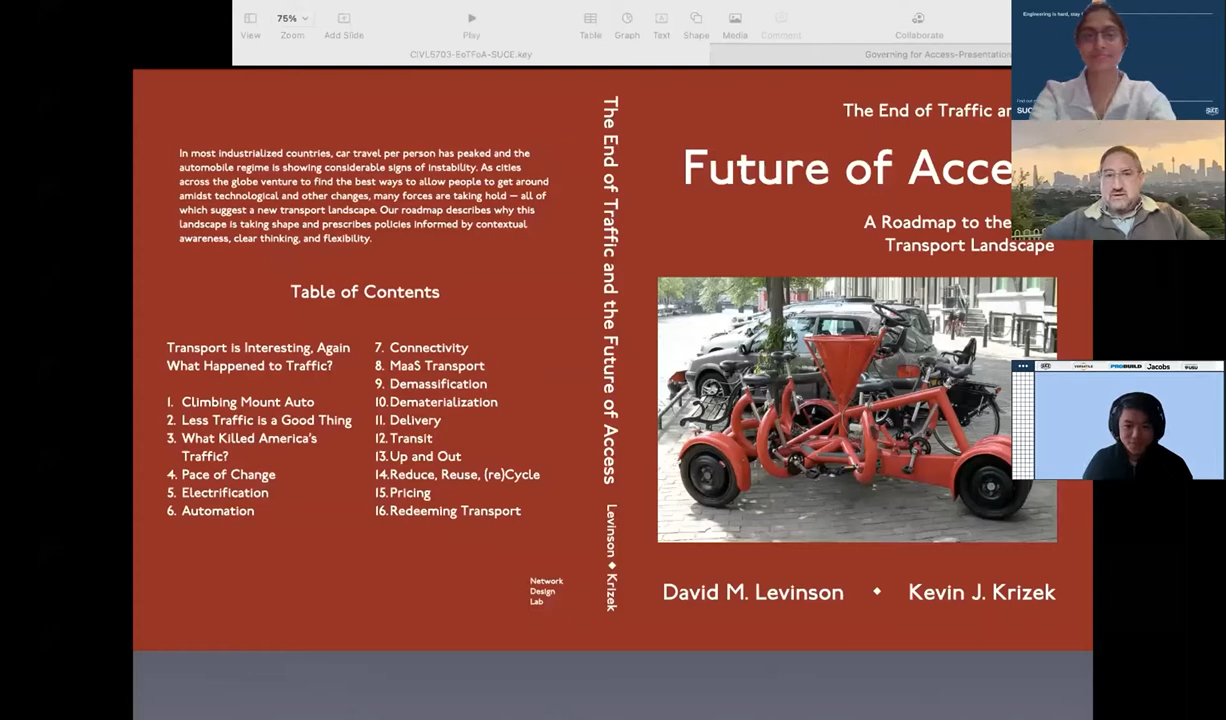 75%
View
Zoom
Add Slide
Play
Table
Graph
Text
Shape
Media
Comment
Collaborate
CIVL5703-EoTFoA-SUCE.key
Governing for Access-Presentation
Engineering is hard, stay
SUC
In most industrialized countries, car travel per person has peaked and the
automobile regime is showing considerable signs of instability. As cities
across the globe venture to find the best ways to allow people to get around
amidst technological and other changes, many forces are taking hold — all of
which suggest a new transport landscape. Our roadmap describes why this
landscape is taking shape and prescribes policies informed by contextual
awareness, clear thinking, and flexibility.
Table of Contents
Transport is Interesting, Again
What Happened to Traffic?
1. Climbing Mount Auto
2. Less Traffic is a Good Thing
3. What Killed America's
Traffic?
4. Pace of Change
5. Electrification
6. Automation
7. Connectivity
8. MaaS Transport
9. Demassification
10. Dematerialization
11. Delivery
12. Transit
13. Up and Out
14. Reduce, Reuse, (re)Cycle
15. Pricing
16. Redeeming Transport
Network
Design
Lab
The End of Traffic and the Future of Access Levinson ◆ Krizek
The End of Traffic an
Future of Acce
A Roadmap to the
Transport Landscape
David M. Levinson ◆ Kevin J. Krizek
PROBUILD Jacobs